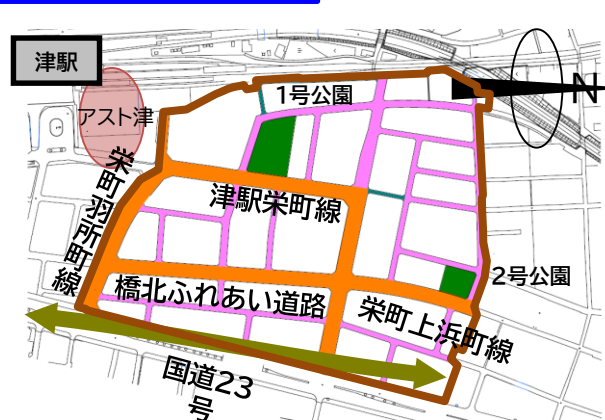 津駅
アスト津
1号公園
N
栄町羽所町線
津駅栄町線
2号公園
橋北ふれあい道路
栄町上浜町線
国道23号